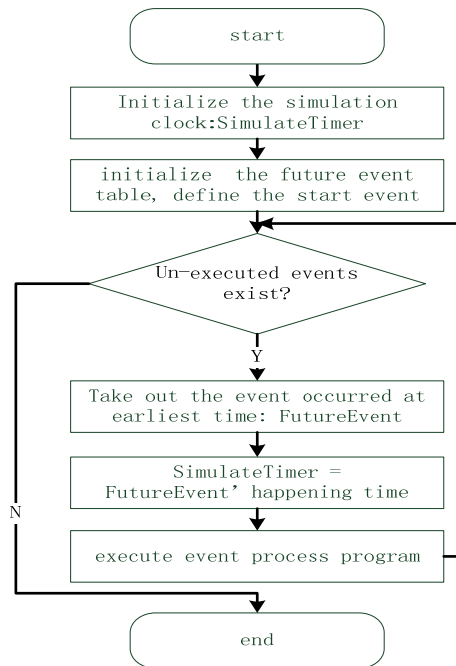 start
Initialize the simulation
clock:SimulateTimer
initialize the future event
table, define the start event
Un-executed events
exist?
Y
Take out the event occurred at
earliest time: FutureEvent
SimulateTimer =
FutureEvent' happening time
N
execute event process program
end